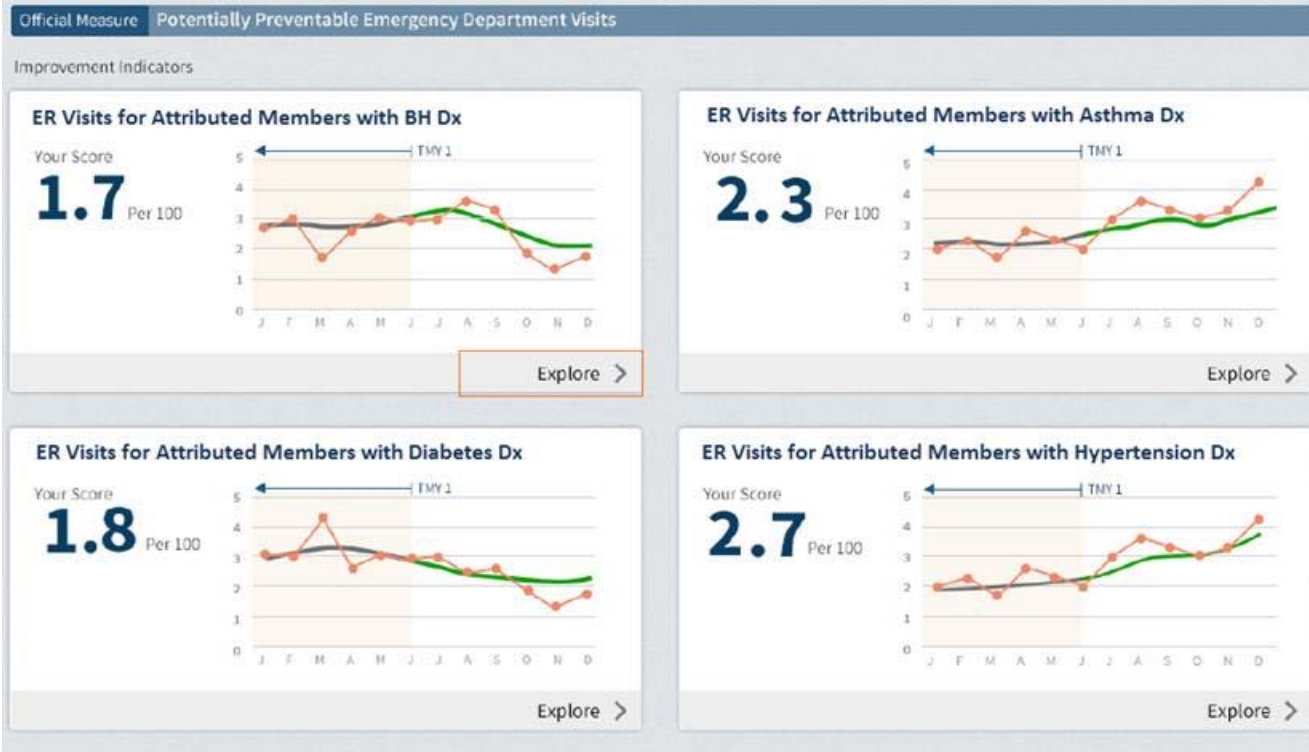 Official Measure Potentially Preventable Emergency Department Visits
Improvement Indicators
ER Visits for Attributed Members with BH Dx
Your Score
1.7 Per 100
TMY 1
5
4
3
2
1
0
J F M A M J J A S O N D
Explore >
ER Visits for Attributed Members with Asthma Dx
Your Score
2.3 Per 100
TMY 1
5
4
3
2
1
0
J F M A M J J A S O N D
Explore >
ER Visits for Attributed Members with Diabetes Dx
Your Score
1.8 Per 100
TMY 1
5
4
3
2
1
0
J F M A M J J A S O N D
Explore >
ER Visits for Attributed Members with Hypertension Dx
Your Score
2.7 Per 100
TMY 1
5
4
3
2
1
0
J F M A M J J A S O N D
Explore >